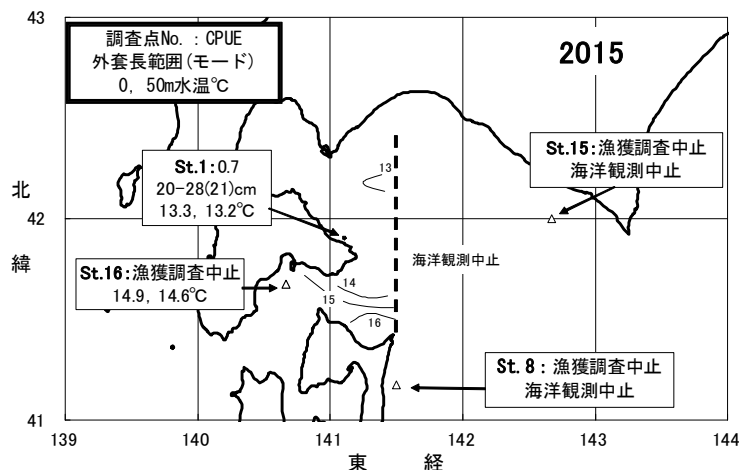 調査点No. : CPUE
外套長範囲(モード)
0, 50m水温℃
2015
St.1:0.7
20-28(21)cm
13.3, 13.2℃
St.15:漁獲調査中止
海洋観測中止
St.16:漁獲調査中止
14.9, 14.6℃
海洋観測中止
St.8:漁獲調査中止
海洋観測中止
13
14
15
16
43
42
41
北
緯
139
140
141
142
143
144
東 経